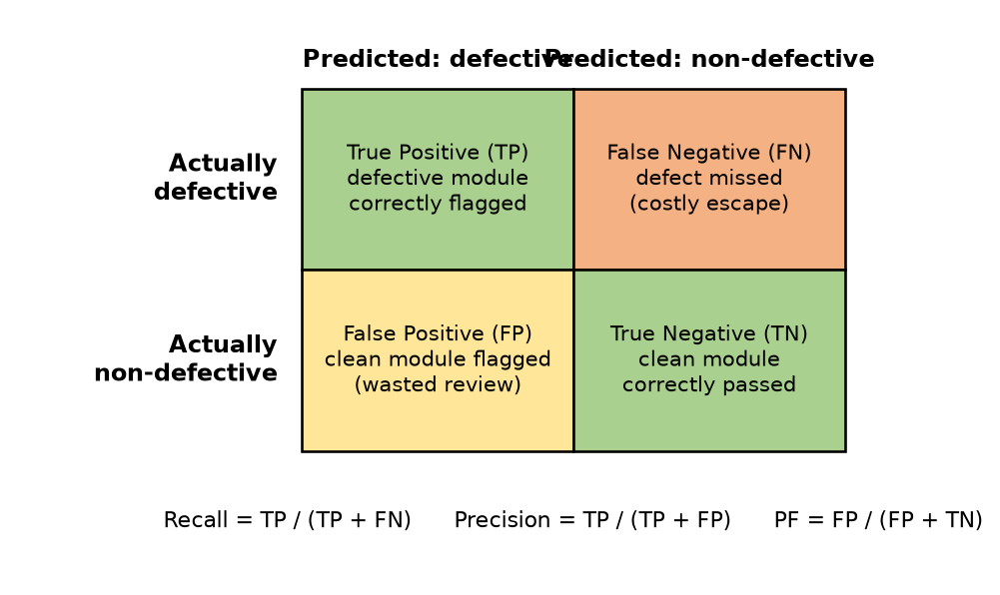 Predicted: defective Predicted: non-defective
Actually
defective
True Positive (TP)
defective module
correctly flagged
False Negative (FN)
defect missed
(costly escape)
Actually
non-defective
False Positive (FP)
clean module flagged
(wasted review)
True Negative (TN)
clean module
correctly passed
Recall = TP / (TP + FN) Precision = TP / (TP + FP) PF = FP / (FP + TN)